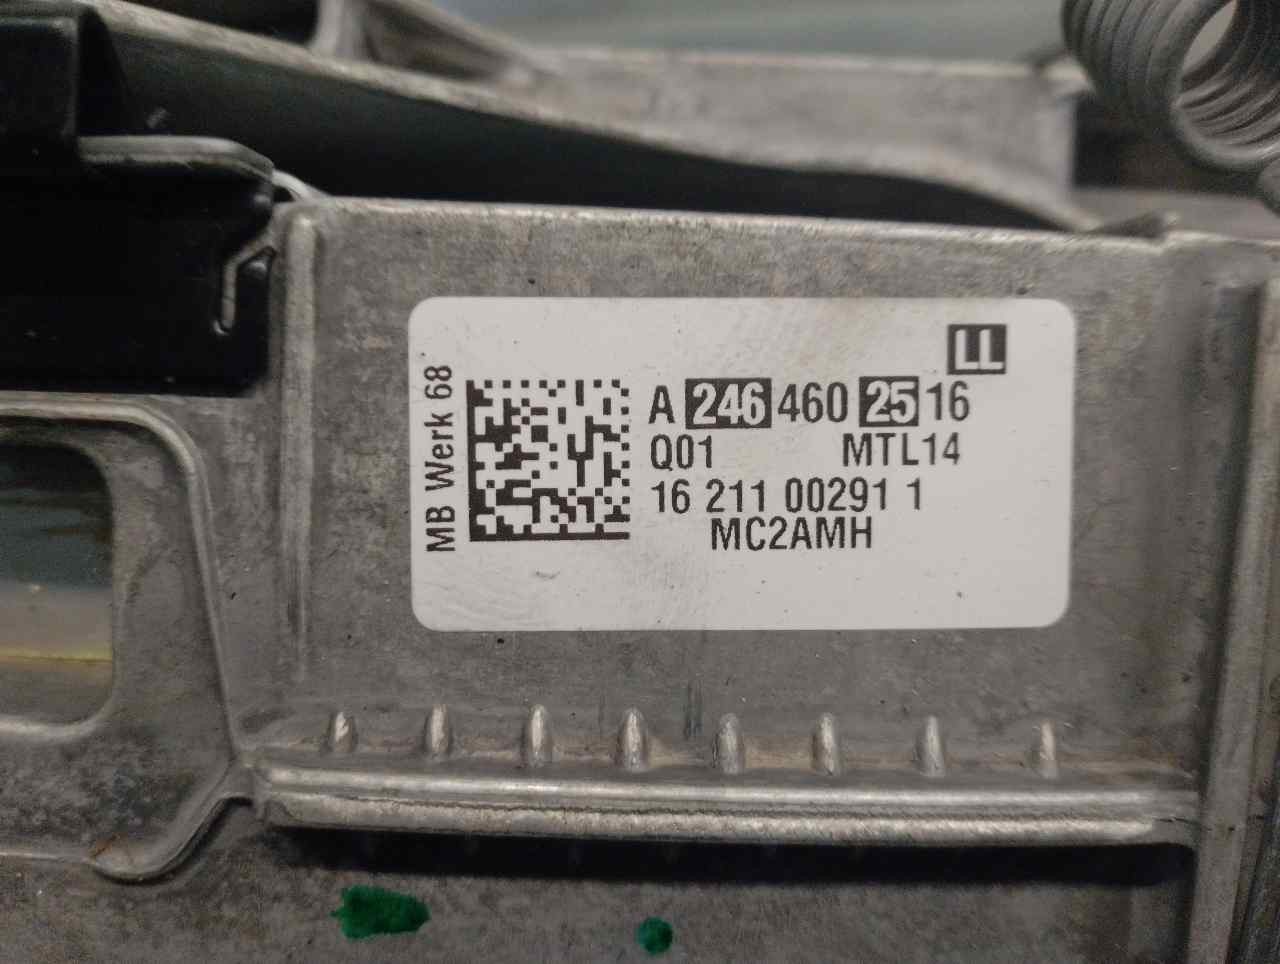 LL
MB Werk 68
A 246 460 25 16
Q01 MTL14
16 211 00291 1
MC2AMH